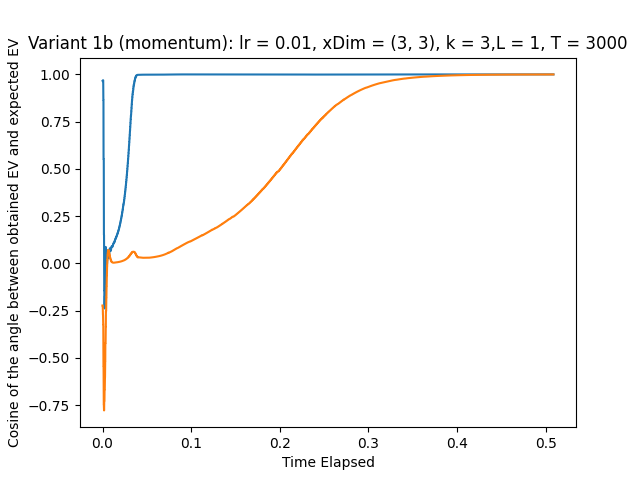 Variant 1b (momentum): lr = 0.01, xDim = (3, 3), k = 3,L = 1, T = 3000
Cosine of the angle between obtained EV and expected EV
1.00
0.75
0.50
0.25
0.00
−0.25
−0.50
−0.75
0.0 0.1 0.2 0.3 0.4 0.5
Time Elapsed